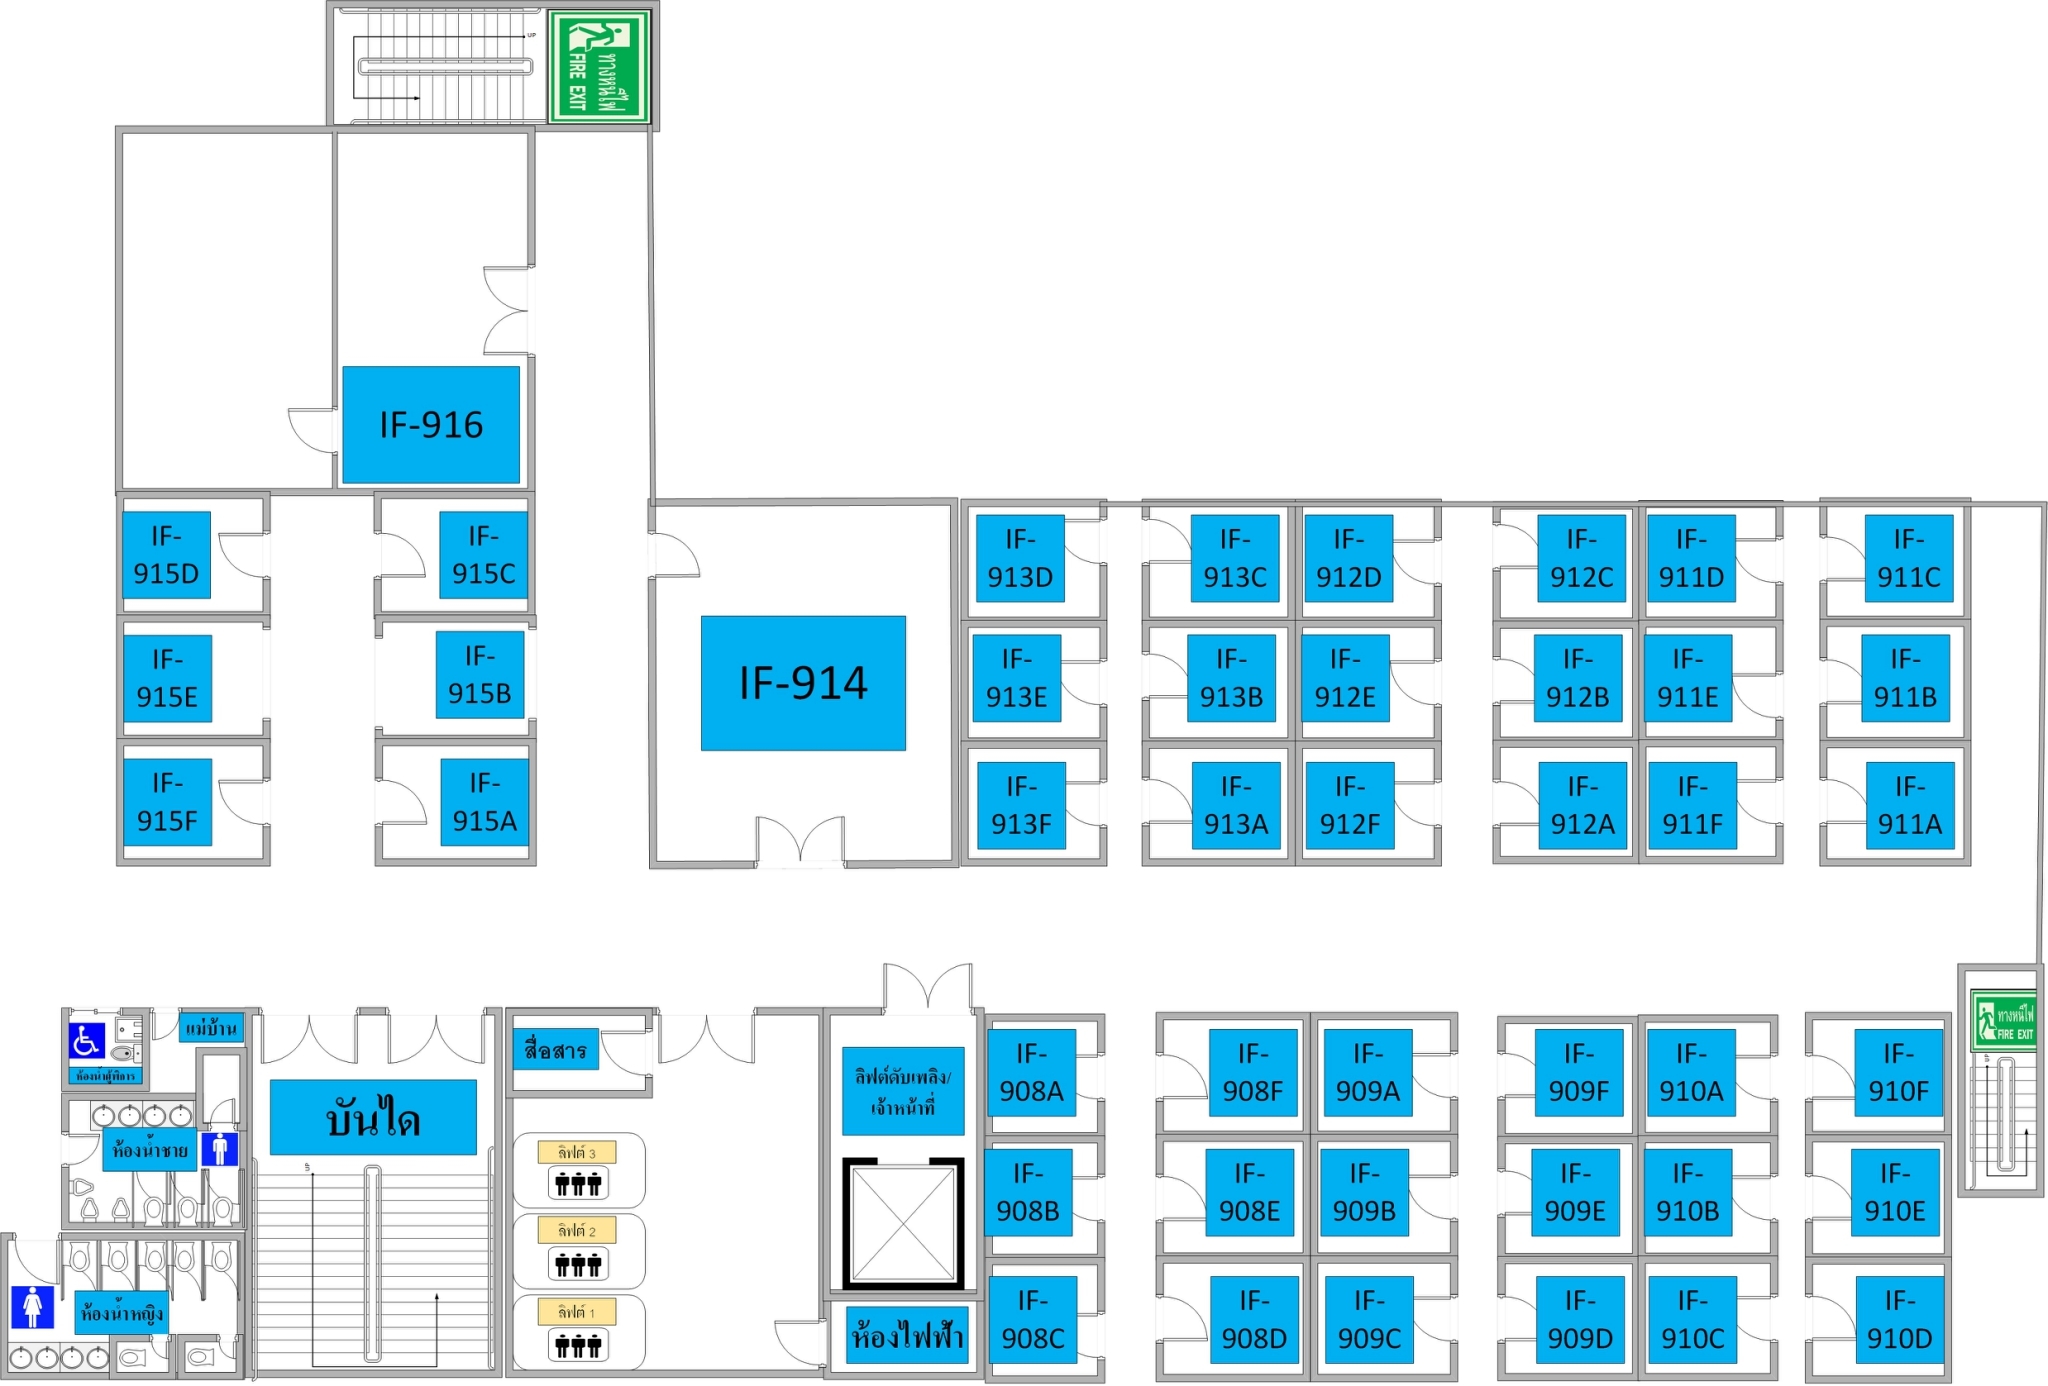 UP
ทางหนีไฟ
FIRE EXIT
IF-916
IF-
915D
IF-
915C
IF-
915E
IF-
915B
IF-
915F
IF-
915A
IF-914
IF-
913D
IF-
913C
IF-
912D
IF-
912C
IF-
911D
IF-
911C
IF-
913E
IF-
913B
IF-
912E
IF-
912B
IF-
911E
IF-
911B
IF-
913F
IF-
913A
IF-
912F
IF-
912A
IF-
911F
IF-
911A
แม่บ้าน
ห้องน้ำผู้พิการ
ห้องน้ำชาย
ห้องน้ำหญิง
บันได
UP
สื่อสาร
ลิฟต์ 3
ลิฟต์ 2
ลิฟต์ 1
ลิฟต์ดับเพลิง/
เจ้าหน้าที่
ห้องไฟฟ้า
IF-
908A
IF-
908F
IF-
909A
IF-
909F
IF-
910A
IF-
910F
IF-
908B
IF-
908E
IF-
909B
IF-
909E
IF-
910B
IF-
910E
IF-
908C
IF-
908D
IF-
909C
IF-
909D
IF-
910C
IF-
910D
ทางหนีไฟ
FIRE EXIT
UP